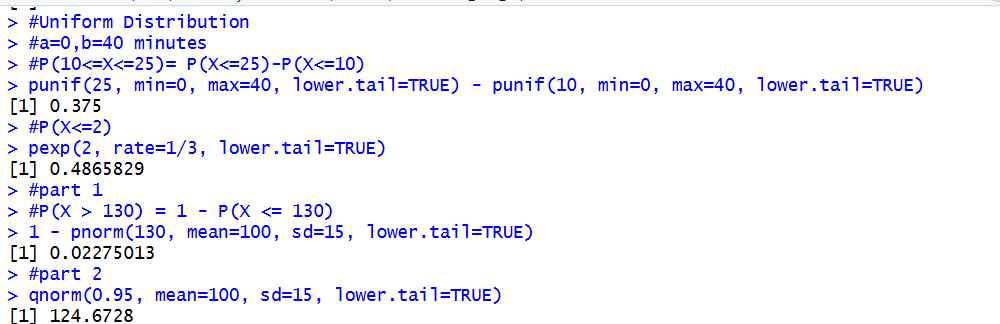 > #Uniform Distribution
> #a=0,b=40 minutes
> #P(10<=X<=25)= P(X<=25)-P(X<=10)
> punif(25, min=0, max=40, lower.tail=TRUE) - punif(10, min=0, max=40, lower.tail=TRUE)
[1] 0.375
> #P(X<=2)
> pexp(2, rate=1/3, lower.tail=TRUE)
[1] 0.4865829
> #part 1
> #P(X > 130) = 1 - P(X <= 130)
> 1 - pnorm(130, mean=100, sd=15, lower.tail=TRUE)
[1] 0.02275013
> #part 2
> qnorm(0.95, mean=100, sd=15, lower.tail=TRUE)
[1] 124.6728